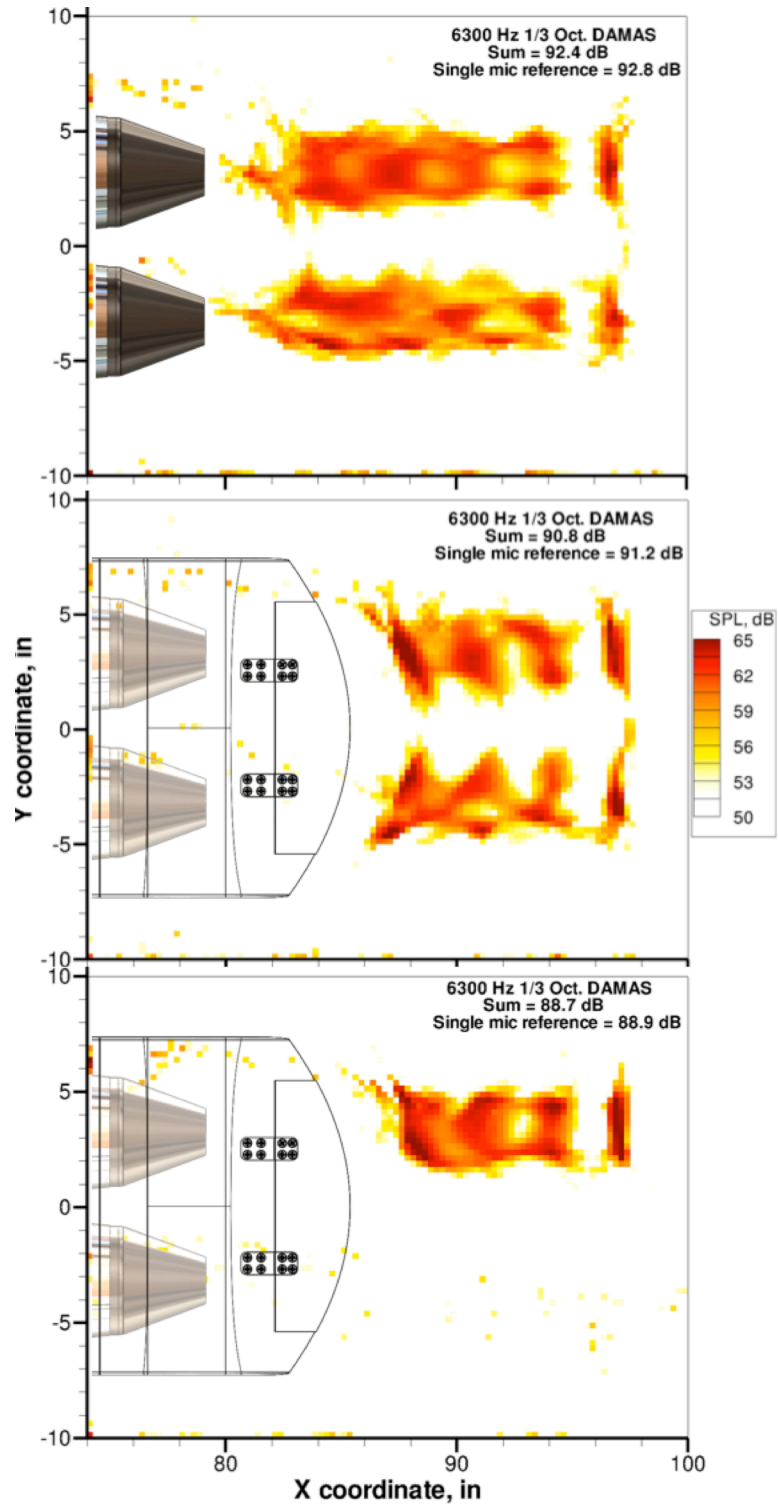 10
6300 Hz 1/3 Oct. DAMAS
Sum = 92.4 dB
Single mic reference = 92.8 dB
5
0
-5
-10
10
6300 Hz 1/3 Oct. DAMAS
Sum = 90.8 dB
Single mic reference = 91.2 dB
5
0
-5
-10
Y coordinate, in
SPL, dB
65
62
59
56
53
50
10
6300 Hz 1/3 Oct. DAMAS
Sum = 88.7 dB
Single mic reference = 88.9 dB
5
0
-5
-10
80
90
100
X coordinate, in